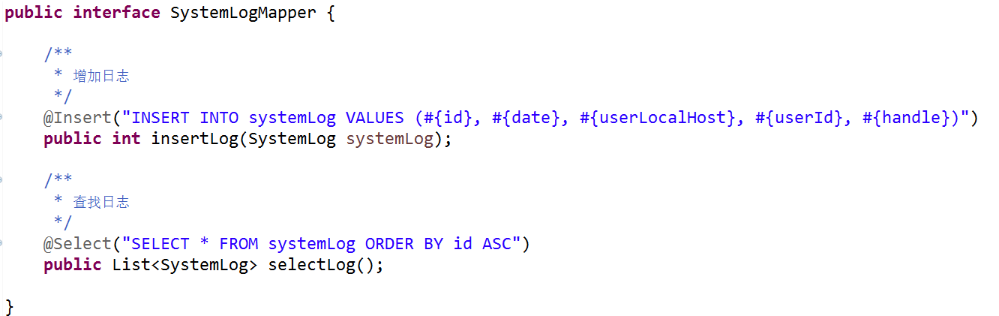 public interface SystemLogMapper {
/**
* 增加日志
*/
@Insert("INSERT INTO systemLog VALUES (#{id}, #{date}, #{userLocalHost}, #{userId}, #{handle})")
public int insertLog(SystemLog systemLog);
/**
* 查找日志
*/
@Select("SELECT * FROM systemLog ORDER BY id ASC")
public List<SystemLog> selectLog();
}